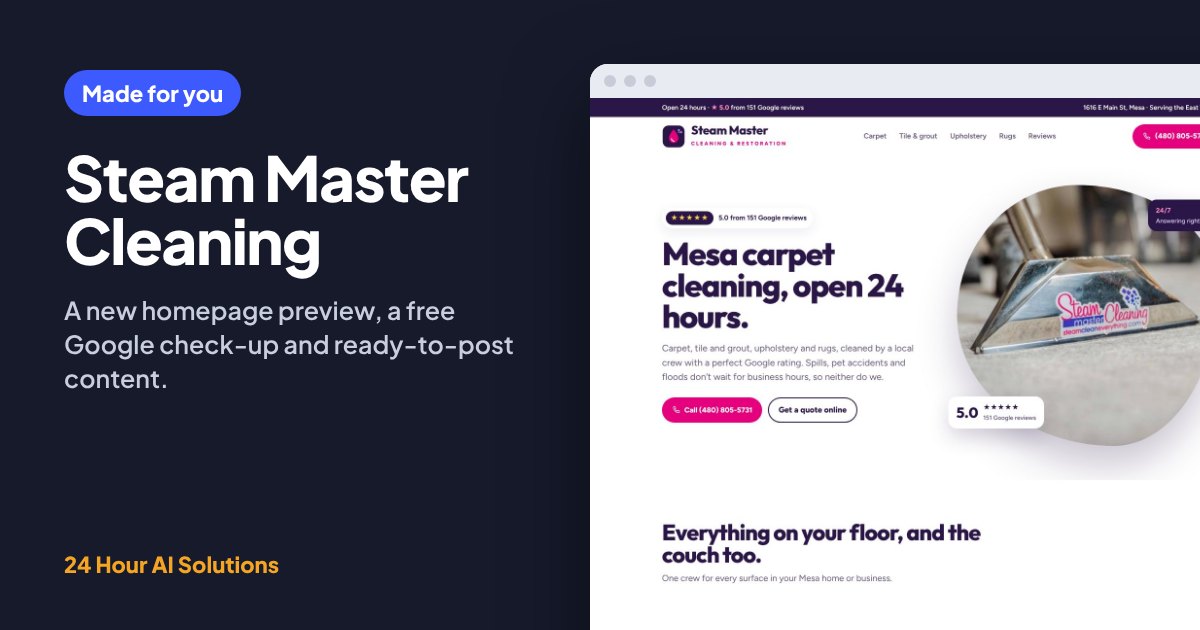 Made for you
Steam Master
Cleaning
A new homepage preview, a free
Google check-up and ready-to-post
content.
24 Hour AI Solutions
Open 24 hours · ★ 5.0 from 151 Google reviews
1616 E Main St, Mesa · Serving the East
Steam Master
CLEANING & RESTORATION
Carpet Tile & grout Upholstery Rugs Reviews
(480) 805-57
★★★★★ 5.0 from 151 Google reviews
Mesa carpet
cleaning, open 24
hours.
Carpet, tile and grout, upholstery and rugs, cleaned by a local
crew with a perfect Google rating. Spills, pet accidents and
floods don't wait for business hours, so neither do we.
Call (480) 805-5731
Get a quote online
24/7
Answering right
Steam
master Cleaning
steamcleaneverything.com
5.0 ★★★★★
151 Google reviews
Everything on your floor, and the
couch too.
One crew for every surface in your Mesa home or business.